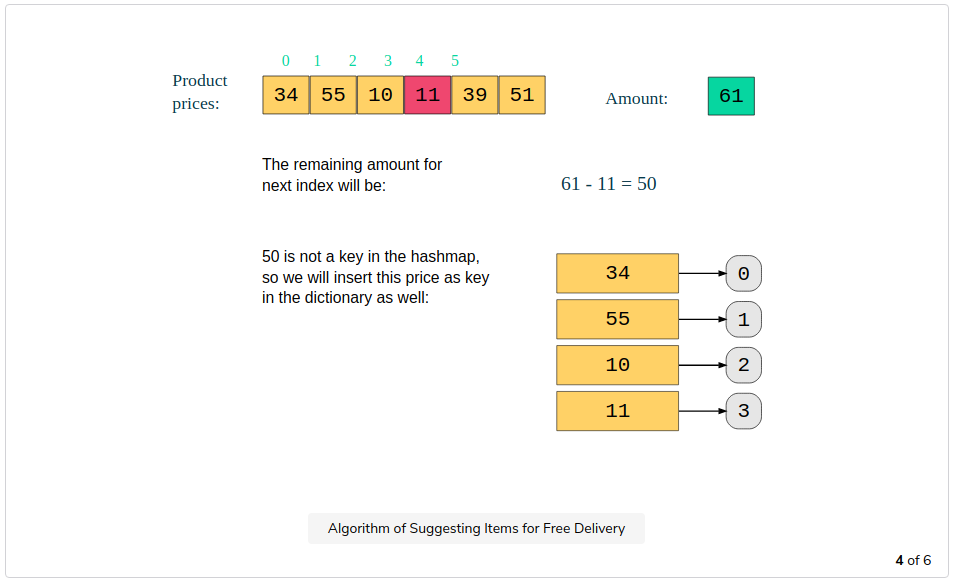 0 1 2 3 4 5
Product
prices:
34 55 10 11 39 51
Amount: 61
The remaining amount for
next index will be:
61 - 11 = 50
50 is not a key in the hashmap,
so we will insert this price as key
in the dictionary as well:
34 0
55 1
10 2
11 3
Algorithm of Suggesting Items for Free Delivery
4 of 6